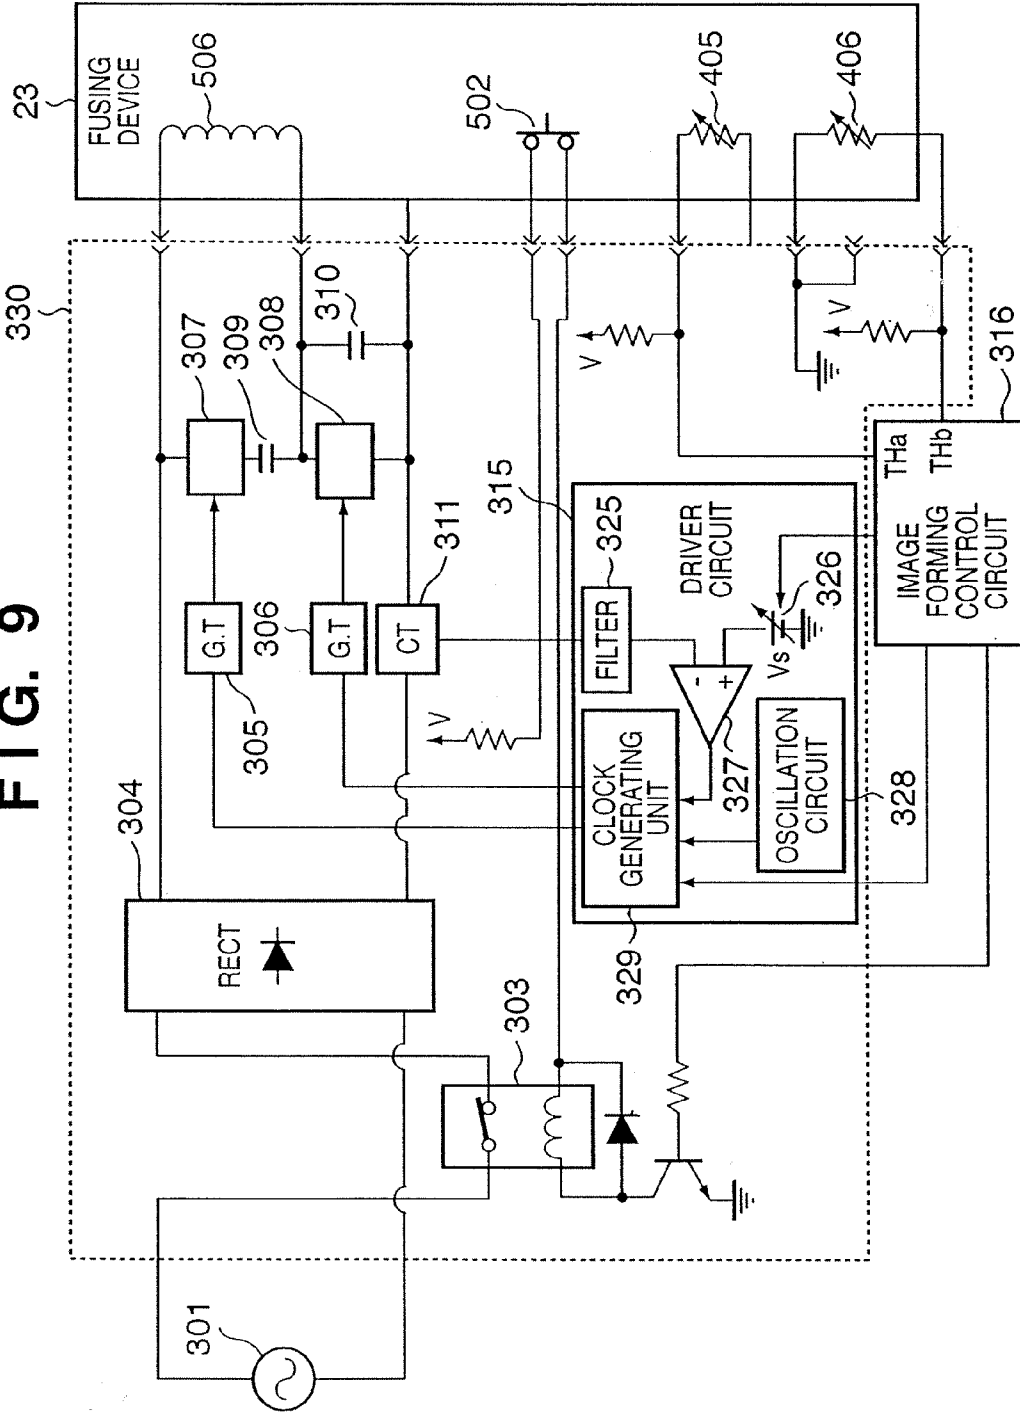 FIG. 9
301
304
RECT
303
305
G.T
306
G.T
307
309
308
310
311
CT
330
23
FUSING
DEVICE
506
502
405
406
V
V
V
315
DRIVER
CIRCUIT
325
FILTER
326
Vs
-
+
327
CLOCK
GENERATING
UNIT
329
OSCILLATION
CIRCUIT
328
THa
THb
IMAGE
FORMING
CONTROL
CIRCUIT
316